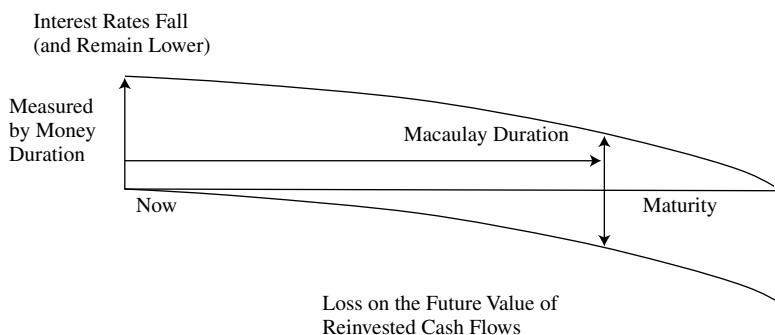 Interest Rates Fall
(and Remain Lower)
Measured
by Money
Duration
Macaulay Duration
Now
Maturity
Loss on the Future Value of
Reinvested Cash Flows